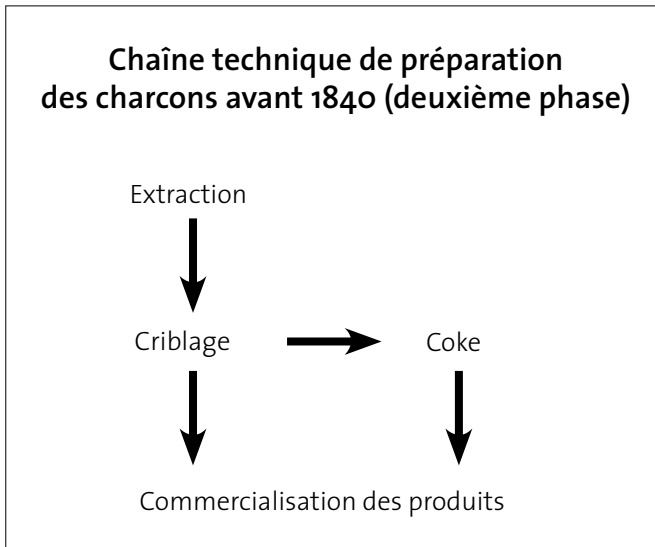 Chaîne technique de préparation
des charcons avant 1840 (deuxième phase)
Extraction
Criblage
Coke
Commercialisation des produits